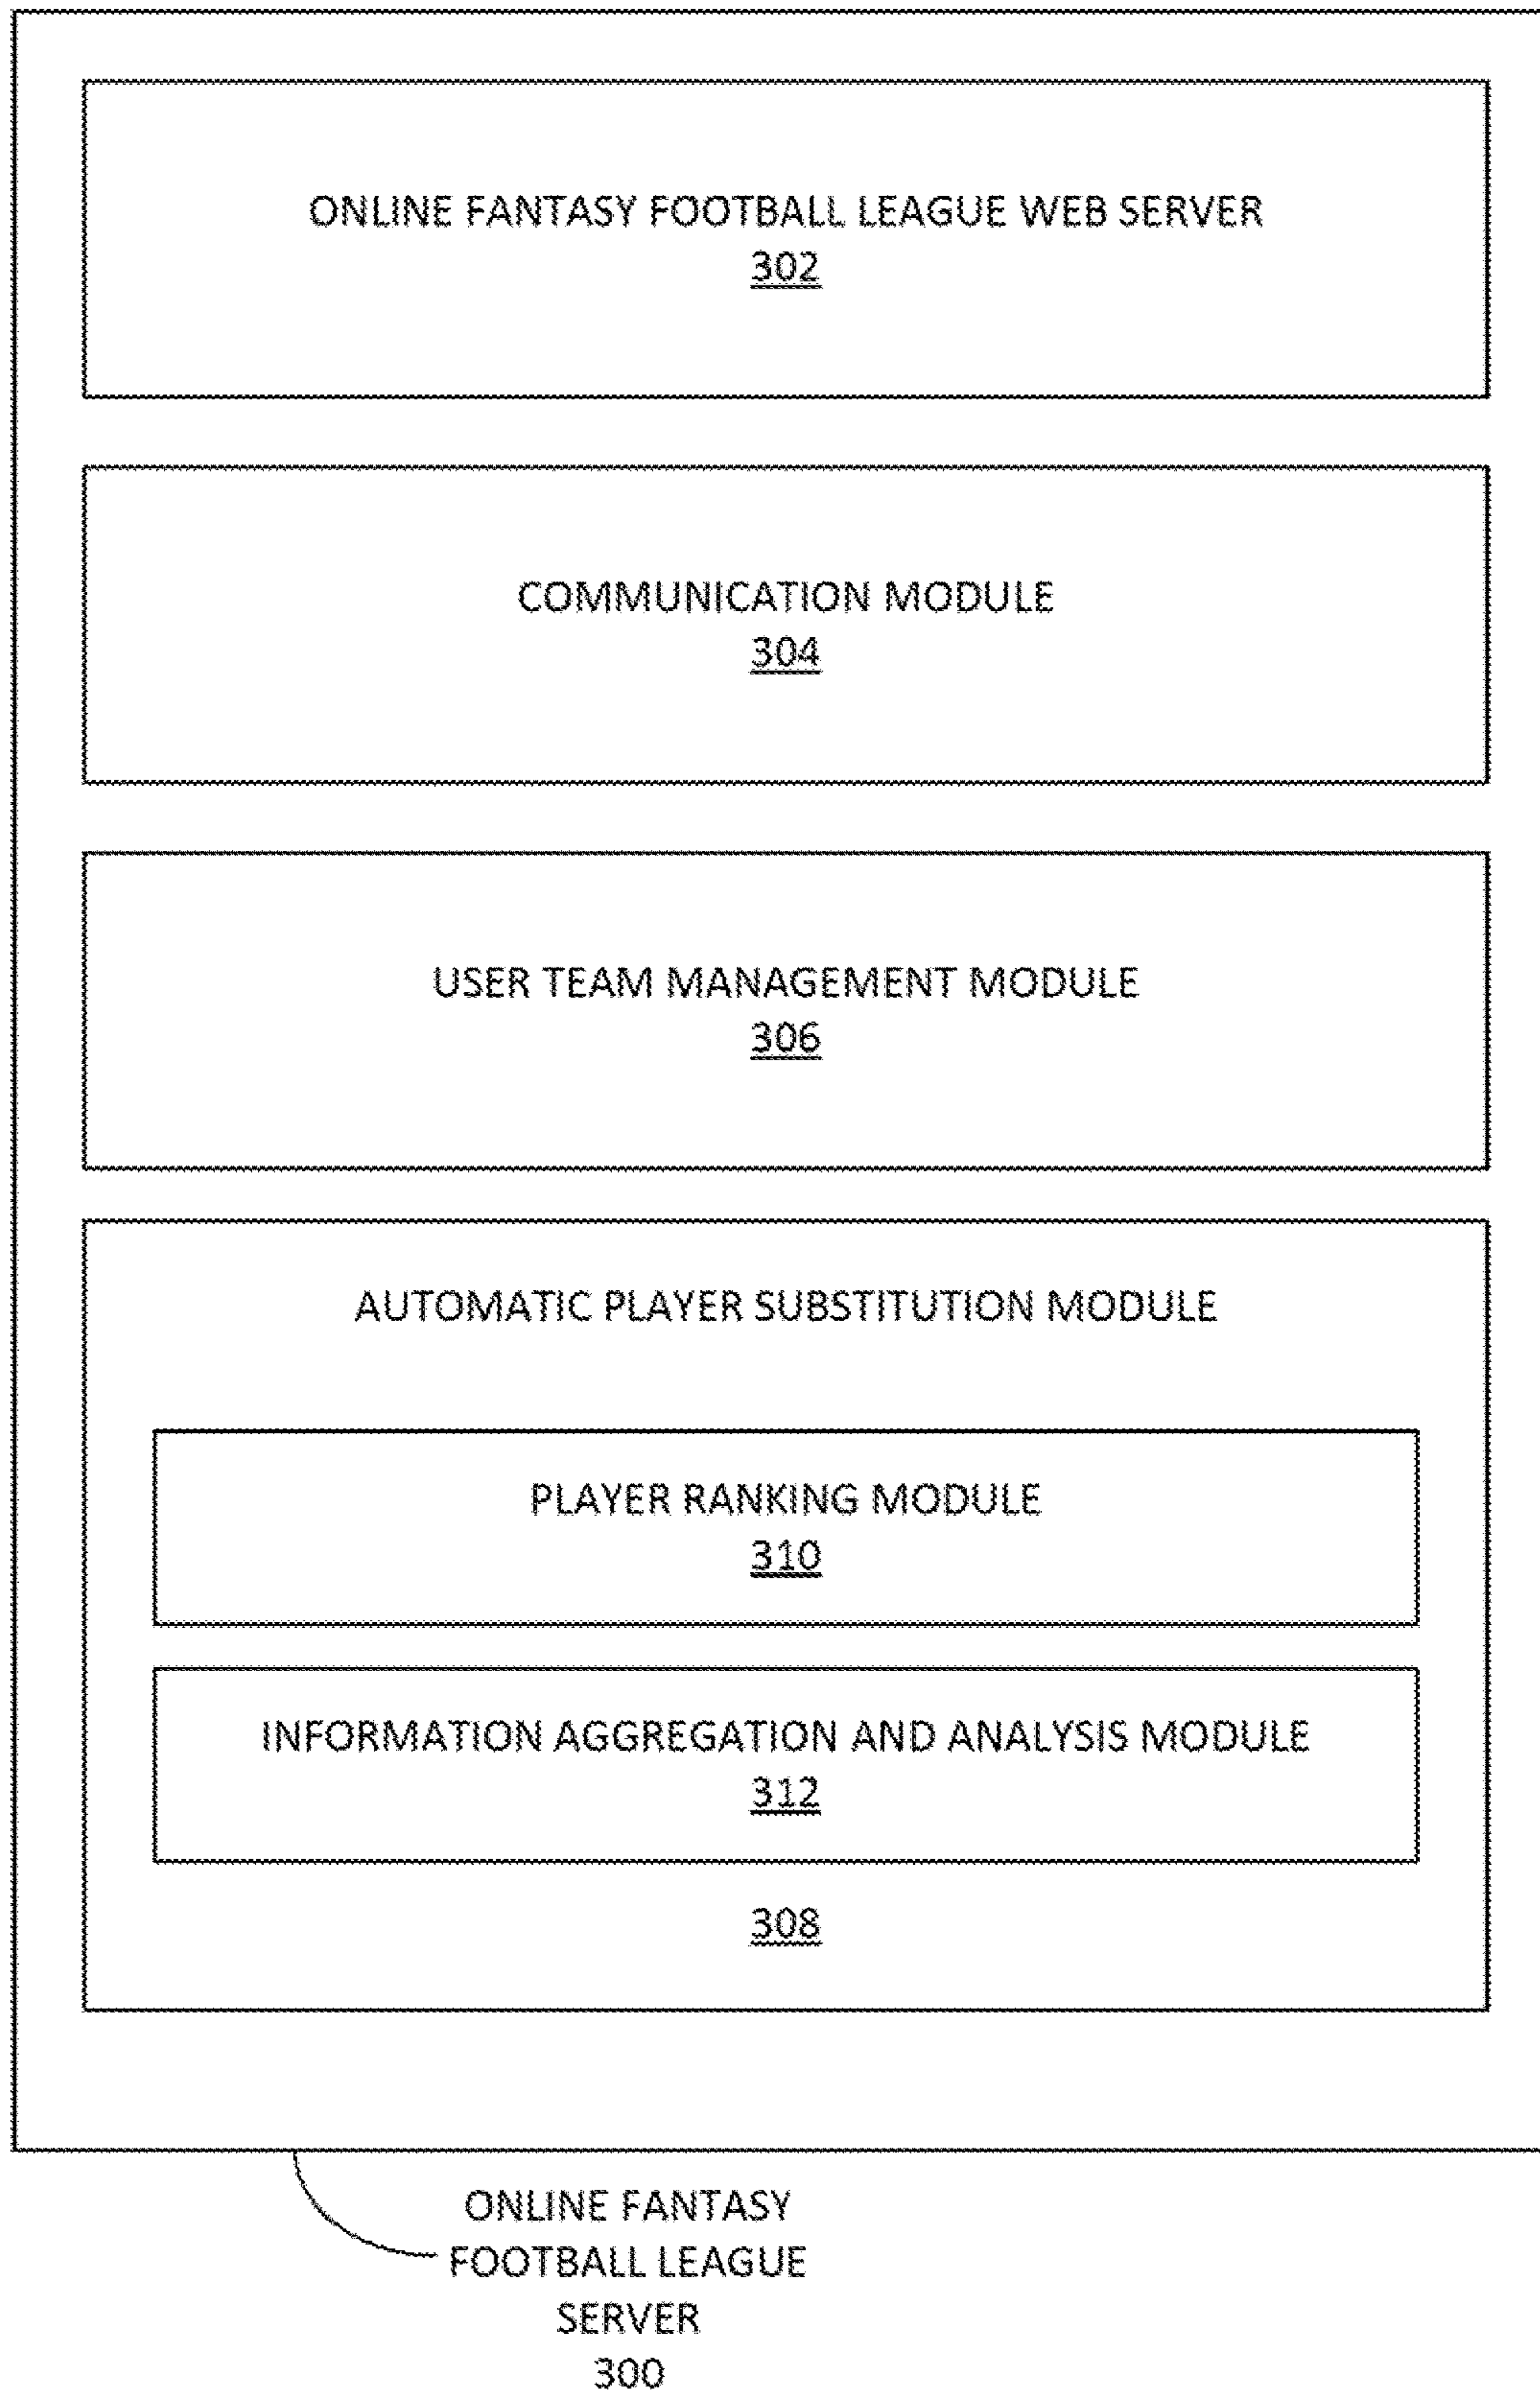 ONLINE FANTASY FOOTBALL LEAGUE WEB SERVER
302
COMMUNICATION MODULE
304
USER TEAM MANAGEMENT MODULE
306
AUTOMATIC PLAYER SUBSTITUTION MODULE
PLAYER RANKING MODULE
310
INFORMATION AGGREGATION AND ANALYSIS MODULE
312
308
ONLINE FANTASY
FOOTBALL LEAGUE
SERVER
300